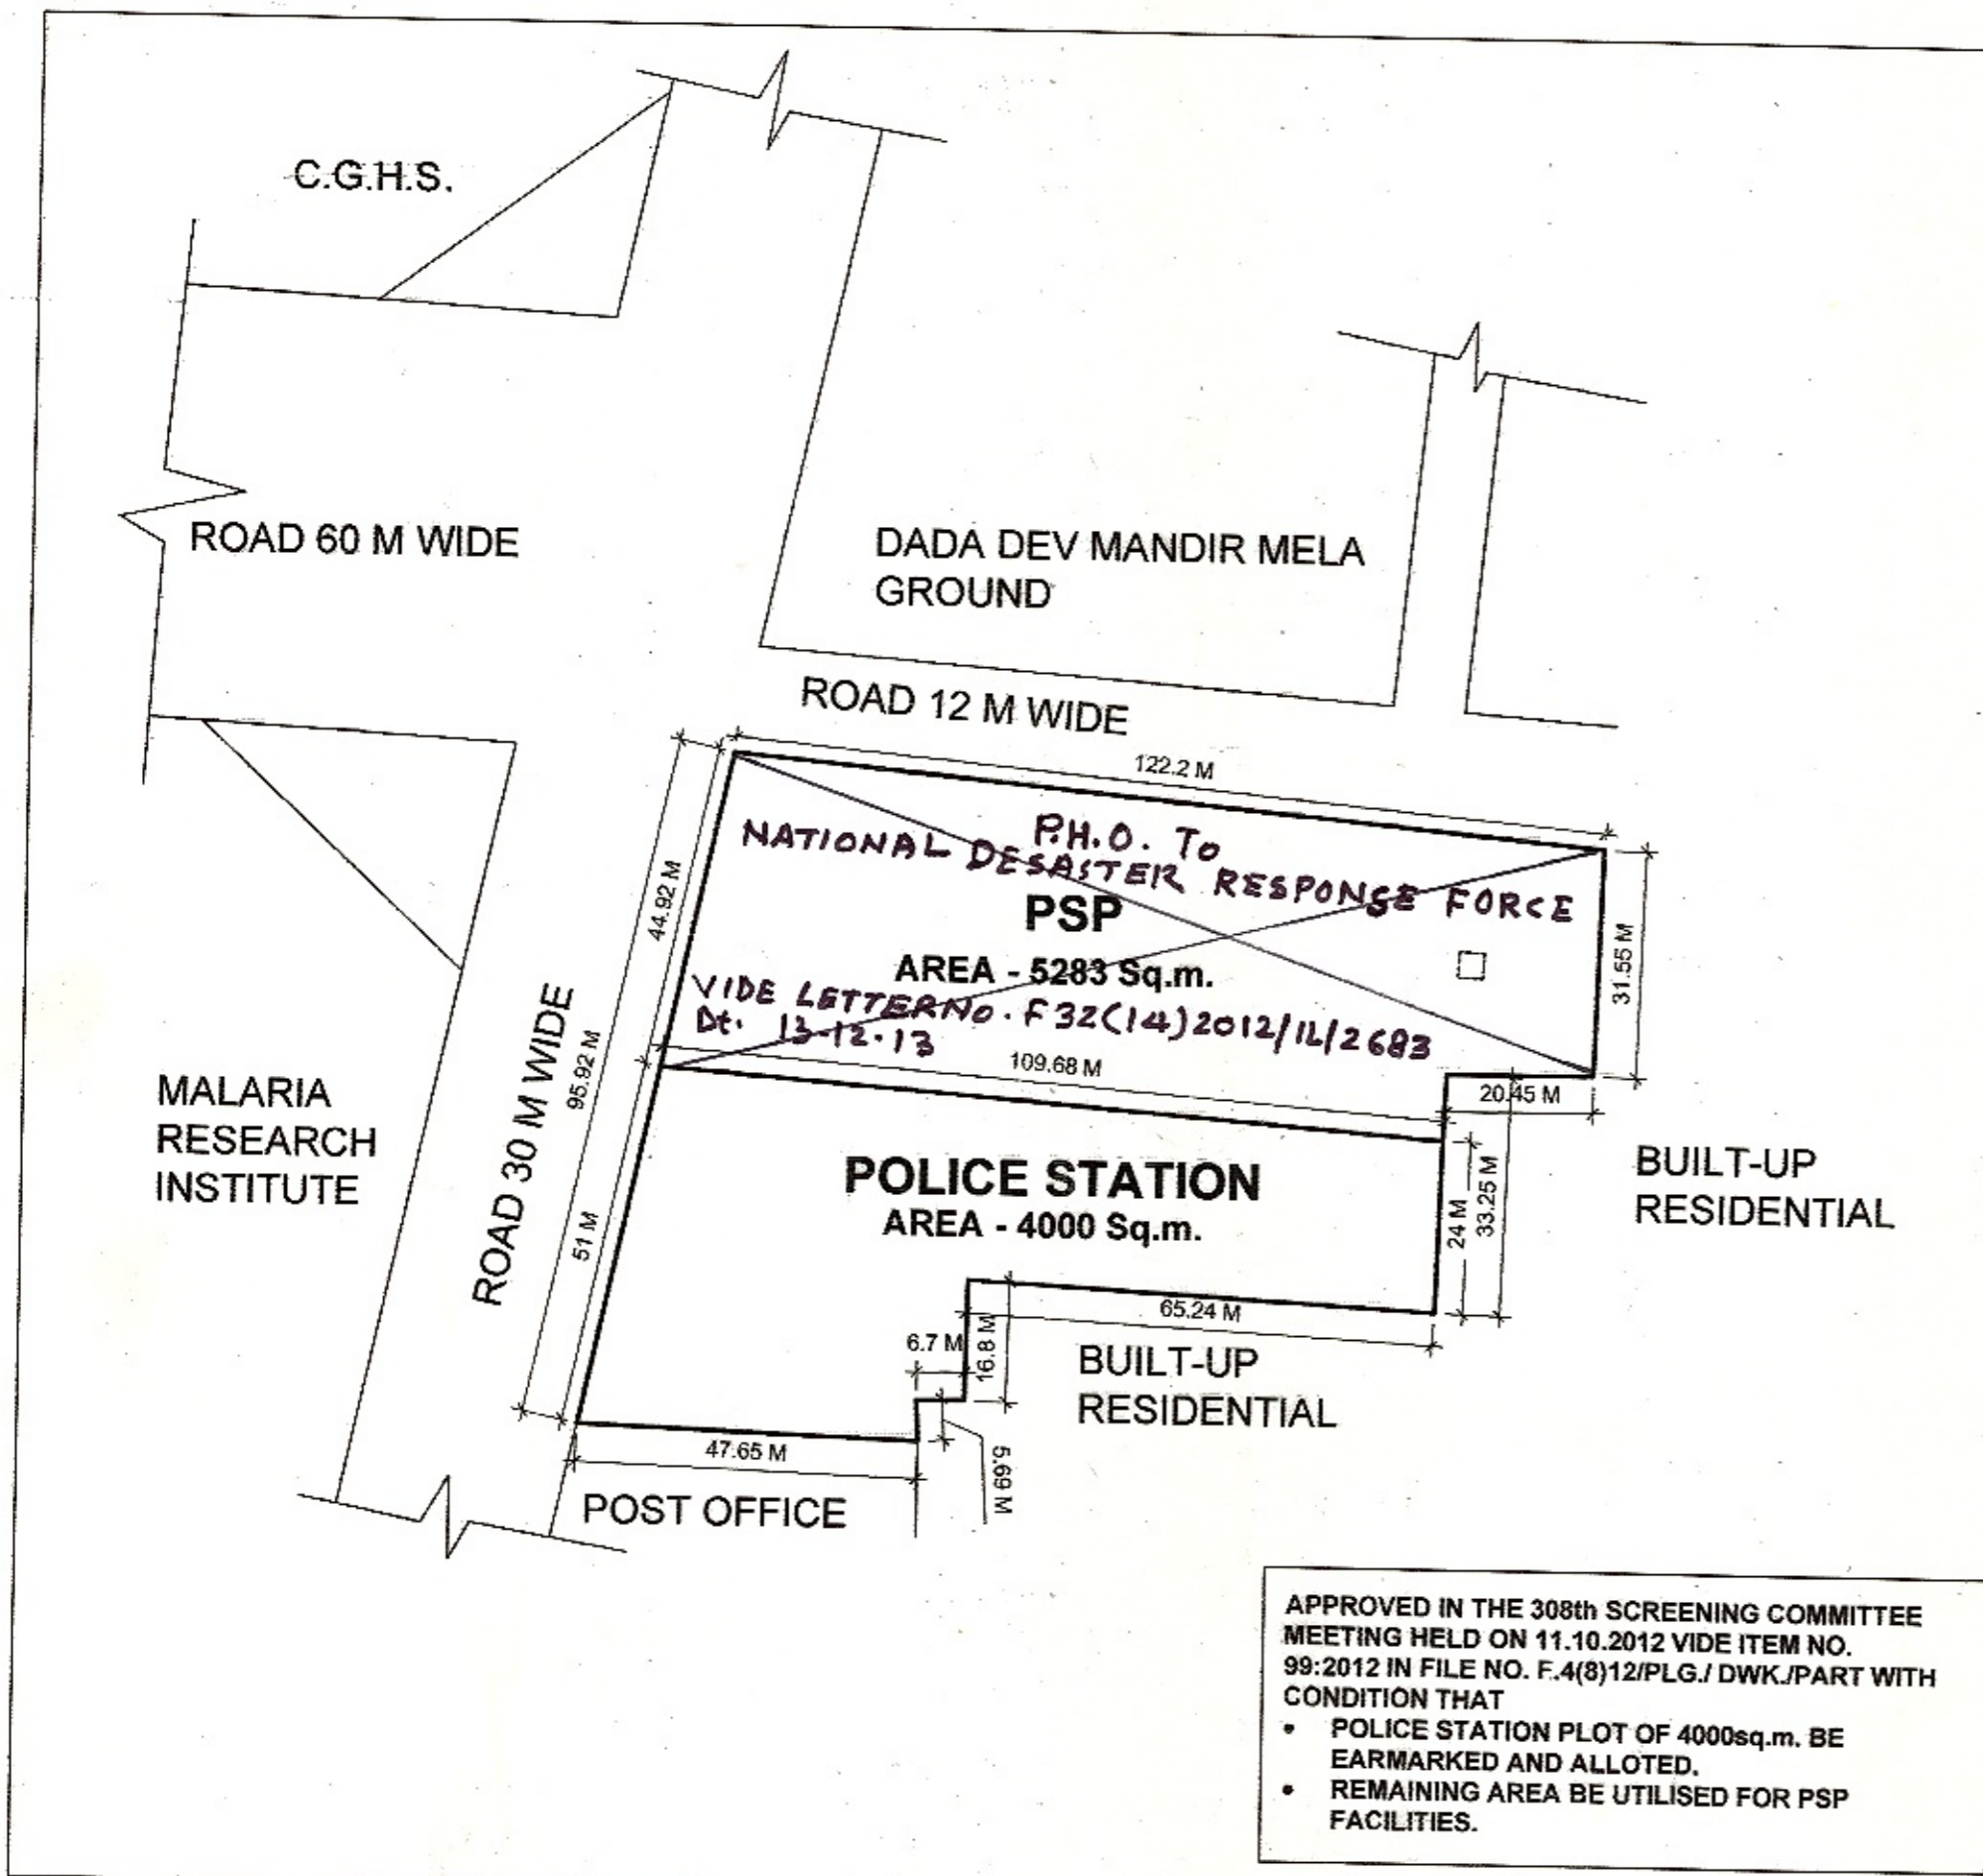 C.G.H.S.
ROAD 60 M WIDE
DADA DEV MANDIR MELA
GROUND
ROAD 12 M WIDE
122.2 M
P.H.O. To
NATIONAL DESASTER RESPONSE FORCE
PSP
AREA - 5283 Sq.m.
VIDE LETTER NO. F32(14)2012/IL/2683
Dt. 13-12-13
44.92 M
31.55 M
95.92 M
109.68 M
20.45 M
ROAD 30 M WIDE
MALARIA
RESEARCH
INSTITUTE
POLICE STATION
AREA - 4000 Sq.m.
51 M
24 M
33.25 M
BUILT-UP
RESIDENTIAL
65.24 M
6.7 M
16.8 M
BUILT-UP
RESIDENTIAL
47.65 M
5.69 M
POST OFFICE
APPROVED IN THE 308th SCREENING COMMITTEE
MEETING HELD ON 11.10.2012 VIDE ITEM NO.
99:2012 IN FILE NO. F.4(8)12/PLG./ DWK./PART WITH
CONDITION THAT
• POLICE STATION PLOT OF 4000sq.m. BE
EARMARKED AND ALLOTED.
• REMAINING AREA BE UTILISED FOR PSP
FACILITIES.